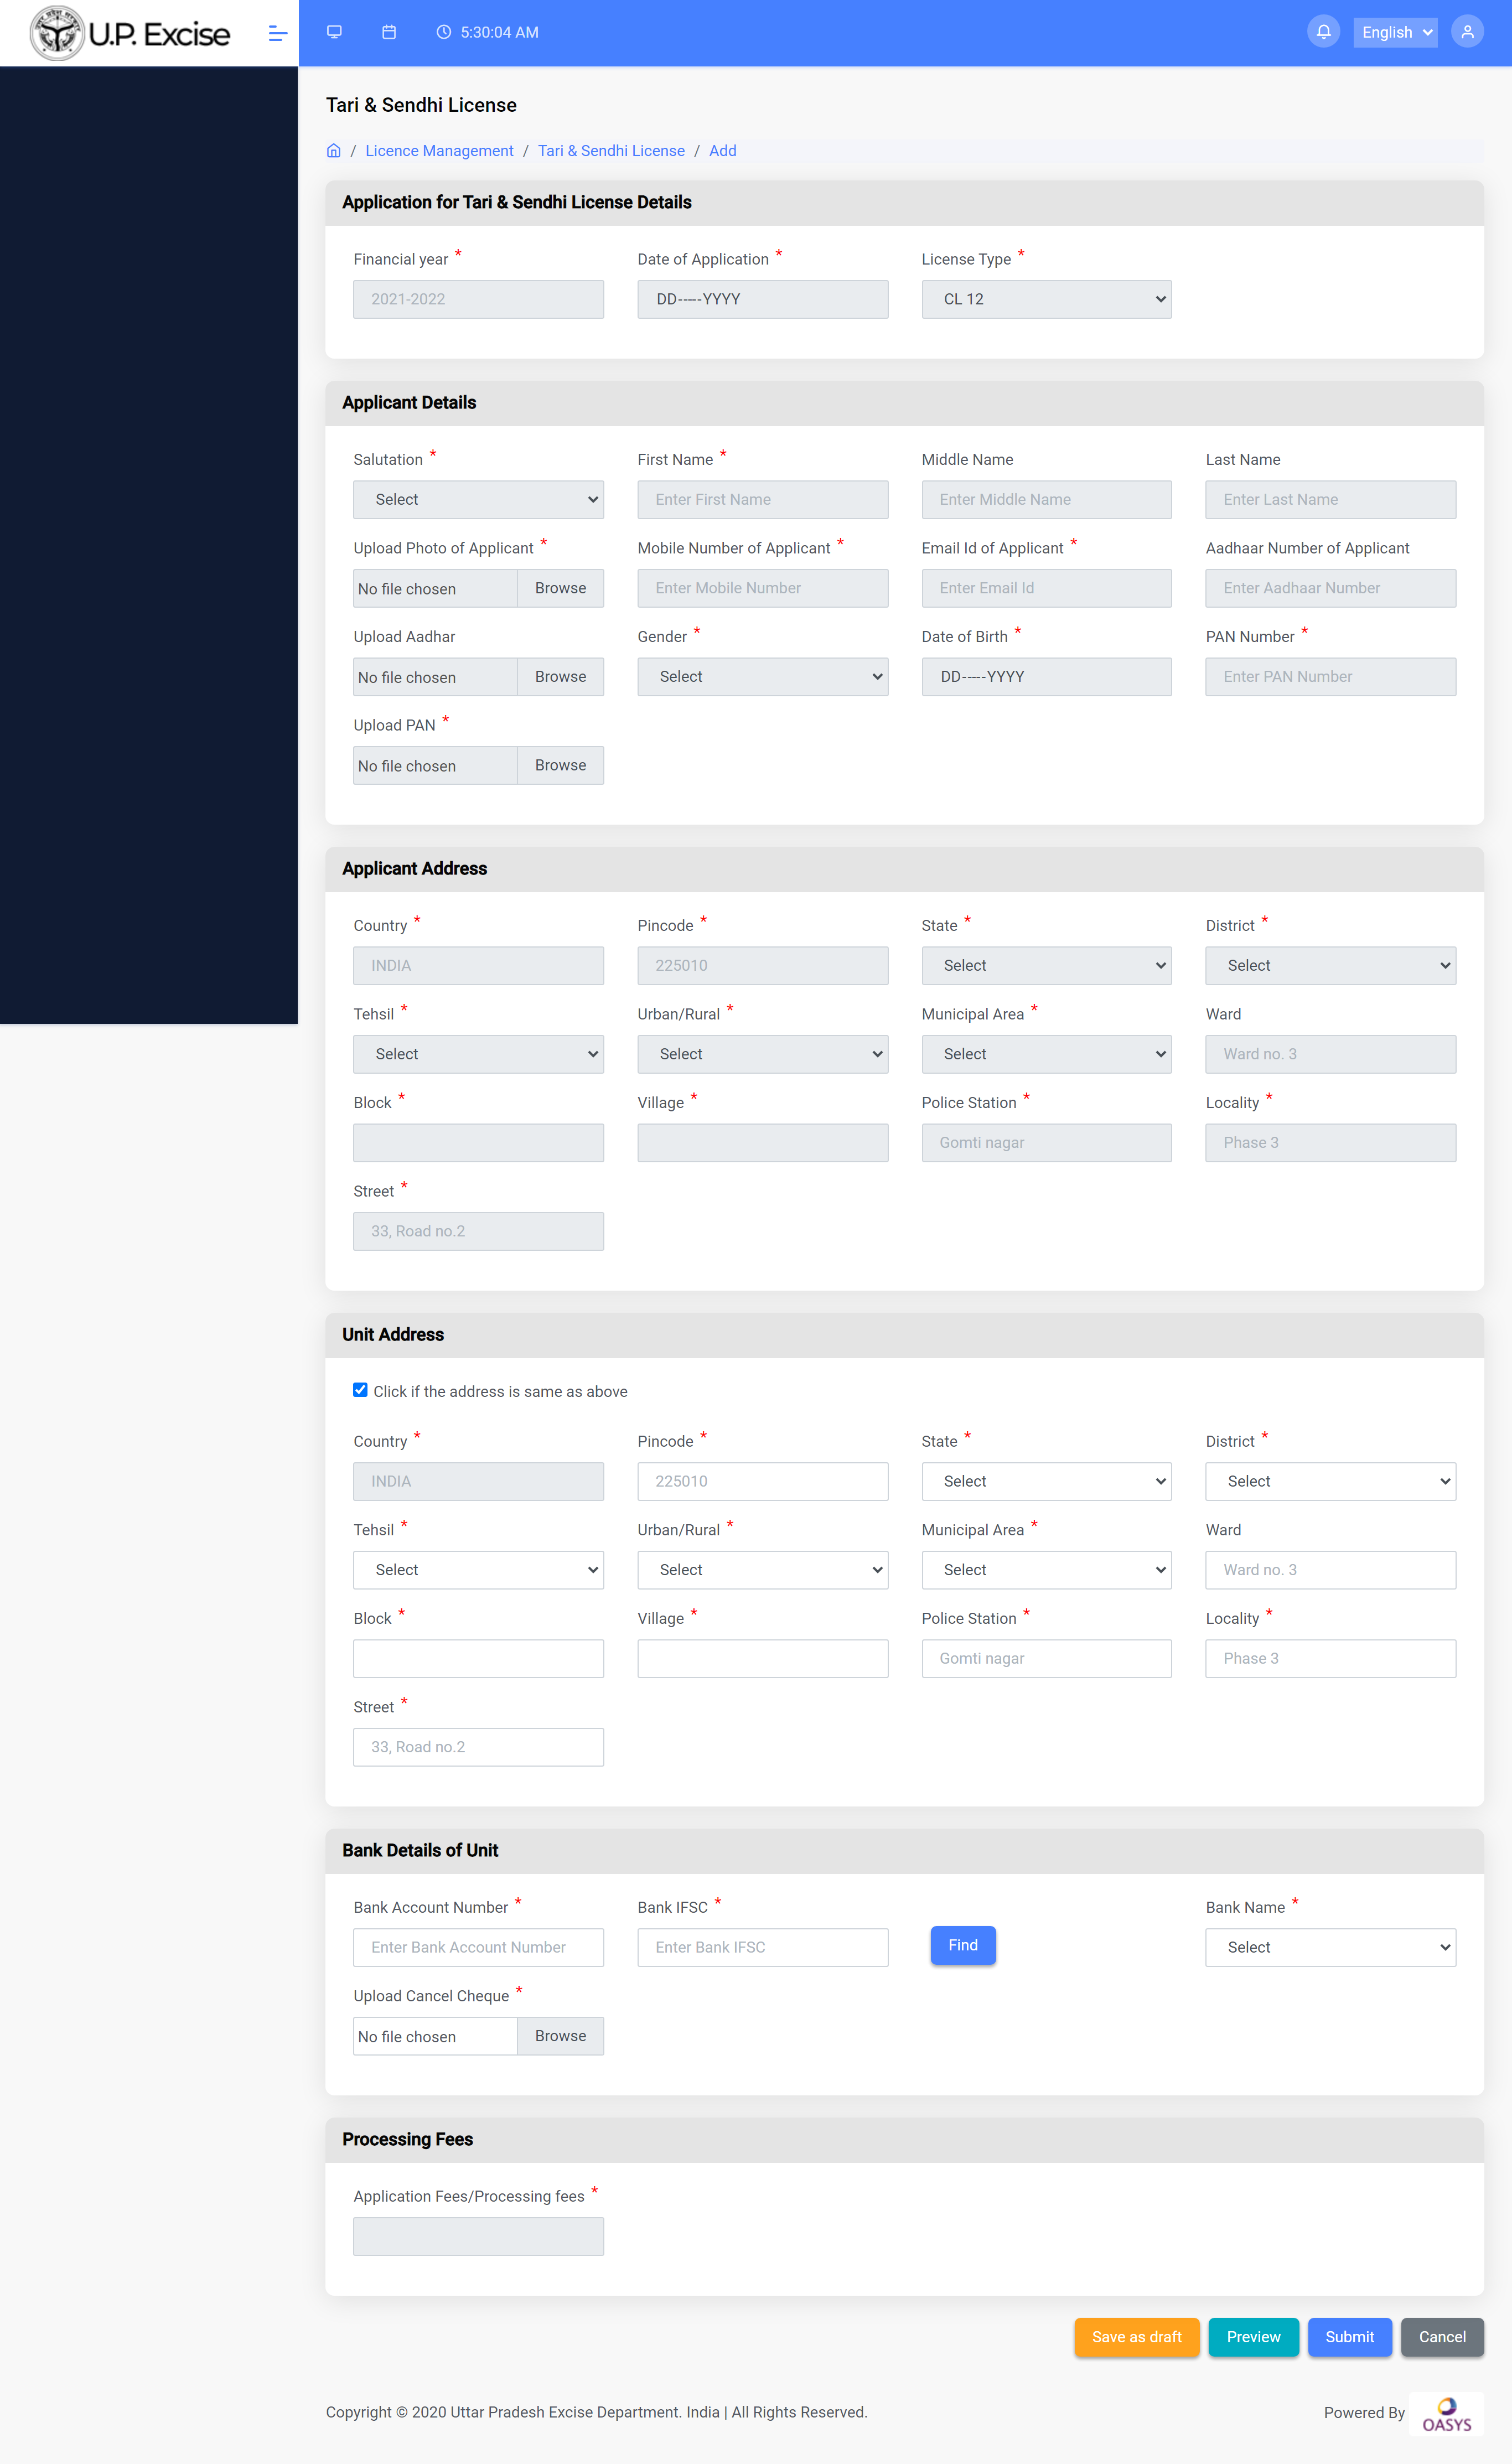 U.P. Excise
5:30:04 AM
English
Tari & Sendhi License
/ Licence Management / Tari & Sendhi License / Add
Application for Tari & Sendhi License Details
Financial year * Date of Application * License Type *
2021-2022 DD-----YYYY CL 12
Applicant Details
Salutation * First Name * Middle Name Last Name
Select Enter First Name Enter Middle Name Enter Last Name
Upload Photo of Applicant * Mobile Number of Applicant * Email Id of Applicant * Aadhaar Number of Applicant
No file chosen Browse Enter Mobile Number Enter Email Id Enter Aadhaar Number
Upload Aadhar Gender * Date of Birth * PAN Number *
No file chosen Browse Select DD-----YYYY Enter PAN Number
Upload PAN *
No file chosen Browse
Applicant Address
Country * Pincode * State * District *
INDIA 225010 Select Select
Tehsil * Urban/Rural * Municipal Area * Ward
Select Select Select Ward no. 3
Block * Village * Police Station * Locality *
Gomti nagar Phase 3
Street *
33, Road no.2
Unit Address
Click if the address is same as above
Country * Pincode * State * District *
INDIA 225010 Select Select
Tehsil * Urban/Rural * Municipal Area * Ward
Select Select Select Ward no. 3
Block * Village * Police Station * Locality *
Gomti nagar Phase 3
Street *
33, Road no.2
Bank Details of Unit
Bank Account Number * Bank IFSC * Bank Name *
Enter Bank Account Number Enter Bank IFSC Find Select
Upload Cancel Cheque *
No file chosen Browse
Processing Fees
Application Fees/Processing fees *
Save as draft Preview Submit Cancel
Copyright © 2020 Uttar Pradesh Excise Department. India | All Rights Reserved. Powered By OASYS